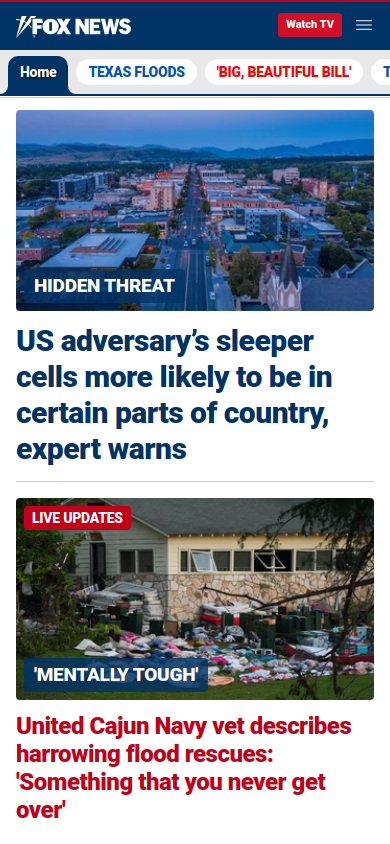 FOX NEWS
Watch TV
Home
TEXAS FLOODS
'BIG, BEAUTIFUL BILL'
HIDDEN THREAT
US adversary’s sleeper
cells more likely to be in
certain parts of country,
expert warns
LIVE UPDATES
'MENTALLY TOUGH'
United Cajun Navy vet describes
harrowing flood rescues:
'Something that you never get
over'